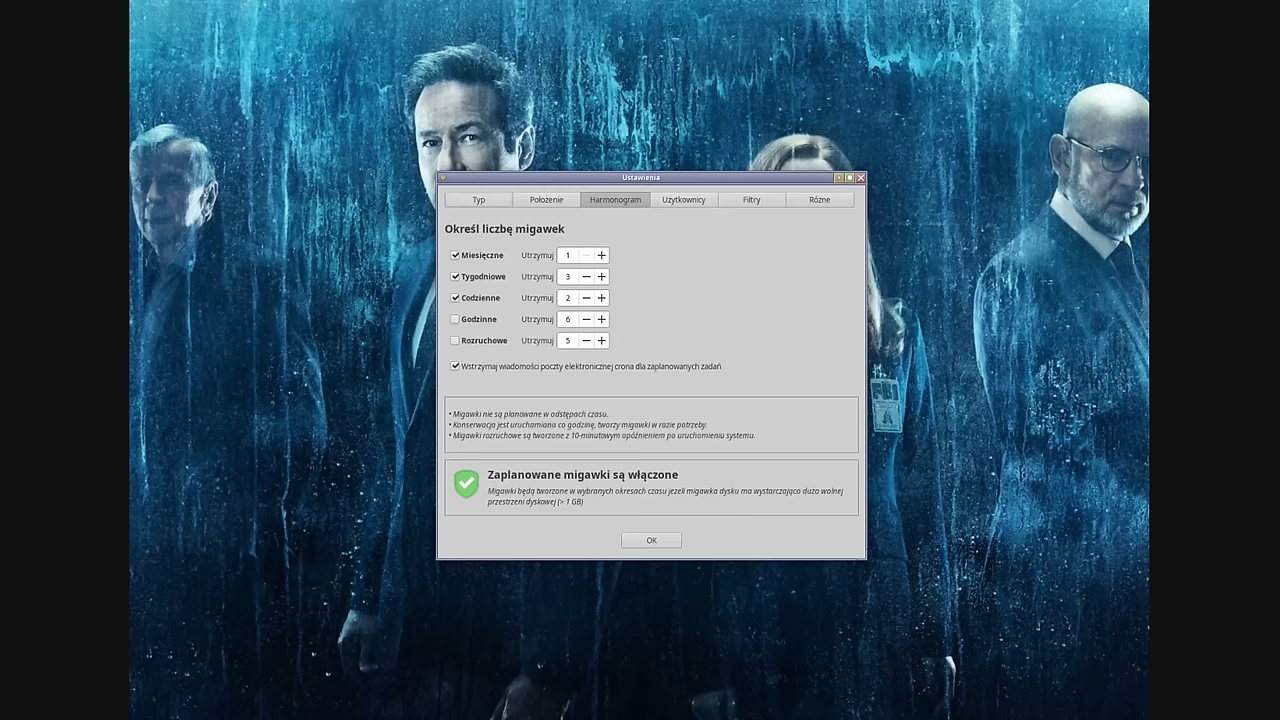 Ustawienia
Typ Położenie Harmonogram Użytkownicy Filtry Różne
Określ liczbę migawek
Miesięczne Utrzymuj 1
Tygodniowe Utrzymuj 3
Codzienne Utrzymuj 2
Godzinne Utrzymuj 6
Rozruchowe Utrzymuj 5
Wstrzymaj wiadomości poczty elektronicznej crona dla zaplanowanych zadań
• Migawki nie są planowane w odstępach czasu.
• Konserwacja jest uruchamiana co godzinę, tworzy migawki w razie potrzeby.
• Migawki rozruchowe są tworzone z 10-minutowym opóźnieniem po uruchomieniu systemu.
Zaplanowane migawki są włączone
Migawki będą tworzone w wybranych okresach czasu jeżeli migawka dysku ma wystarczająco dużo wolnej
przestrzeni dyskowej (> 1 GB)
OK